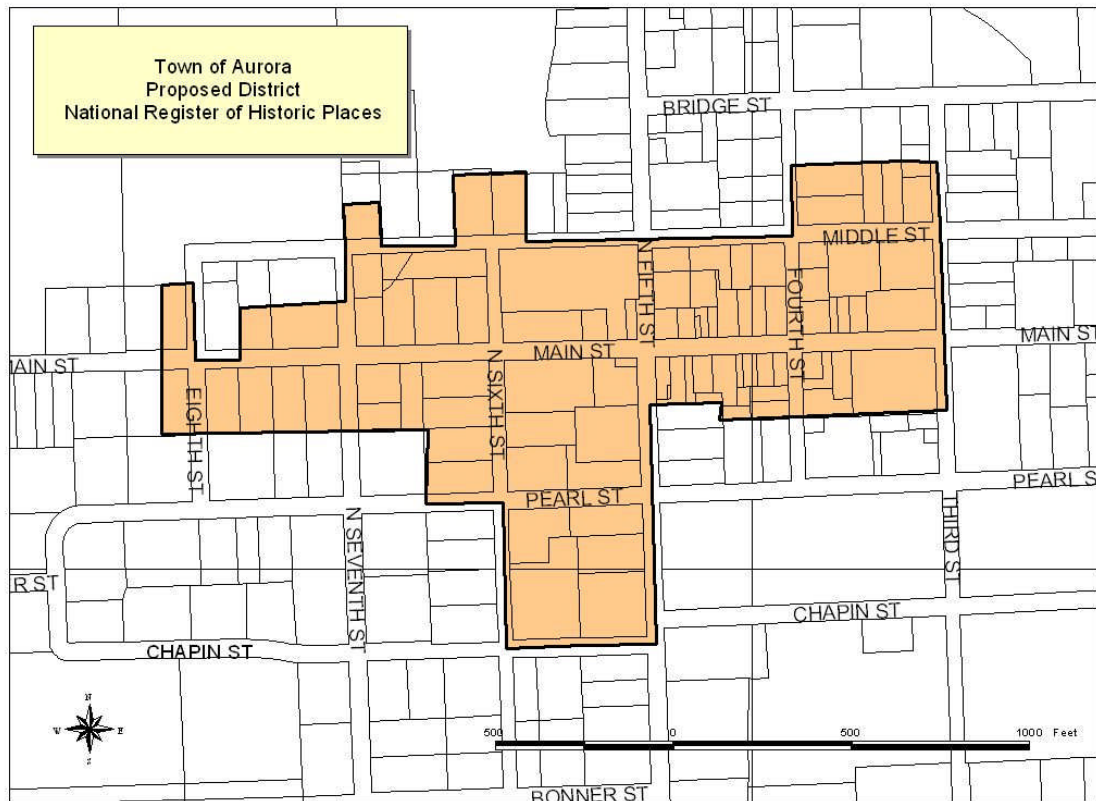 Town of Aurora
Proposed District
National Register of Historic Places
BRIDGE ST
MIDDLE ST
N FIFTH ST
FOURTH ST
MAIN ST
MAIN ST
MAIN ST
N SIXTH ST
EIGHTH ST
PEARL ST
PEARL S
N SEVENTH ST
THIRD ST
R ST
CHAPIN ST
CHAPIN ST
N
W
E
S
500 0 500 1000 Feet
BONNER ST